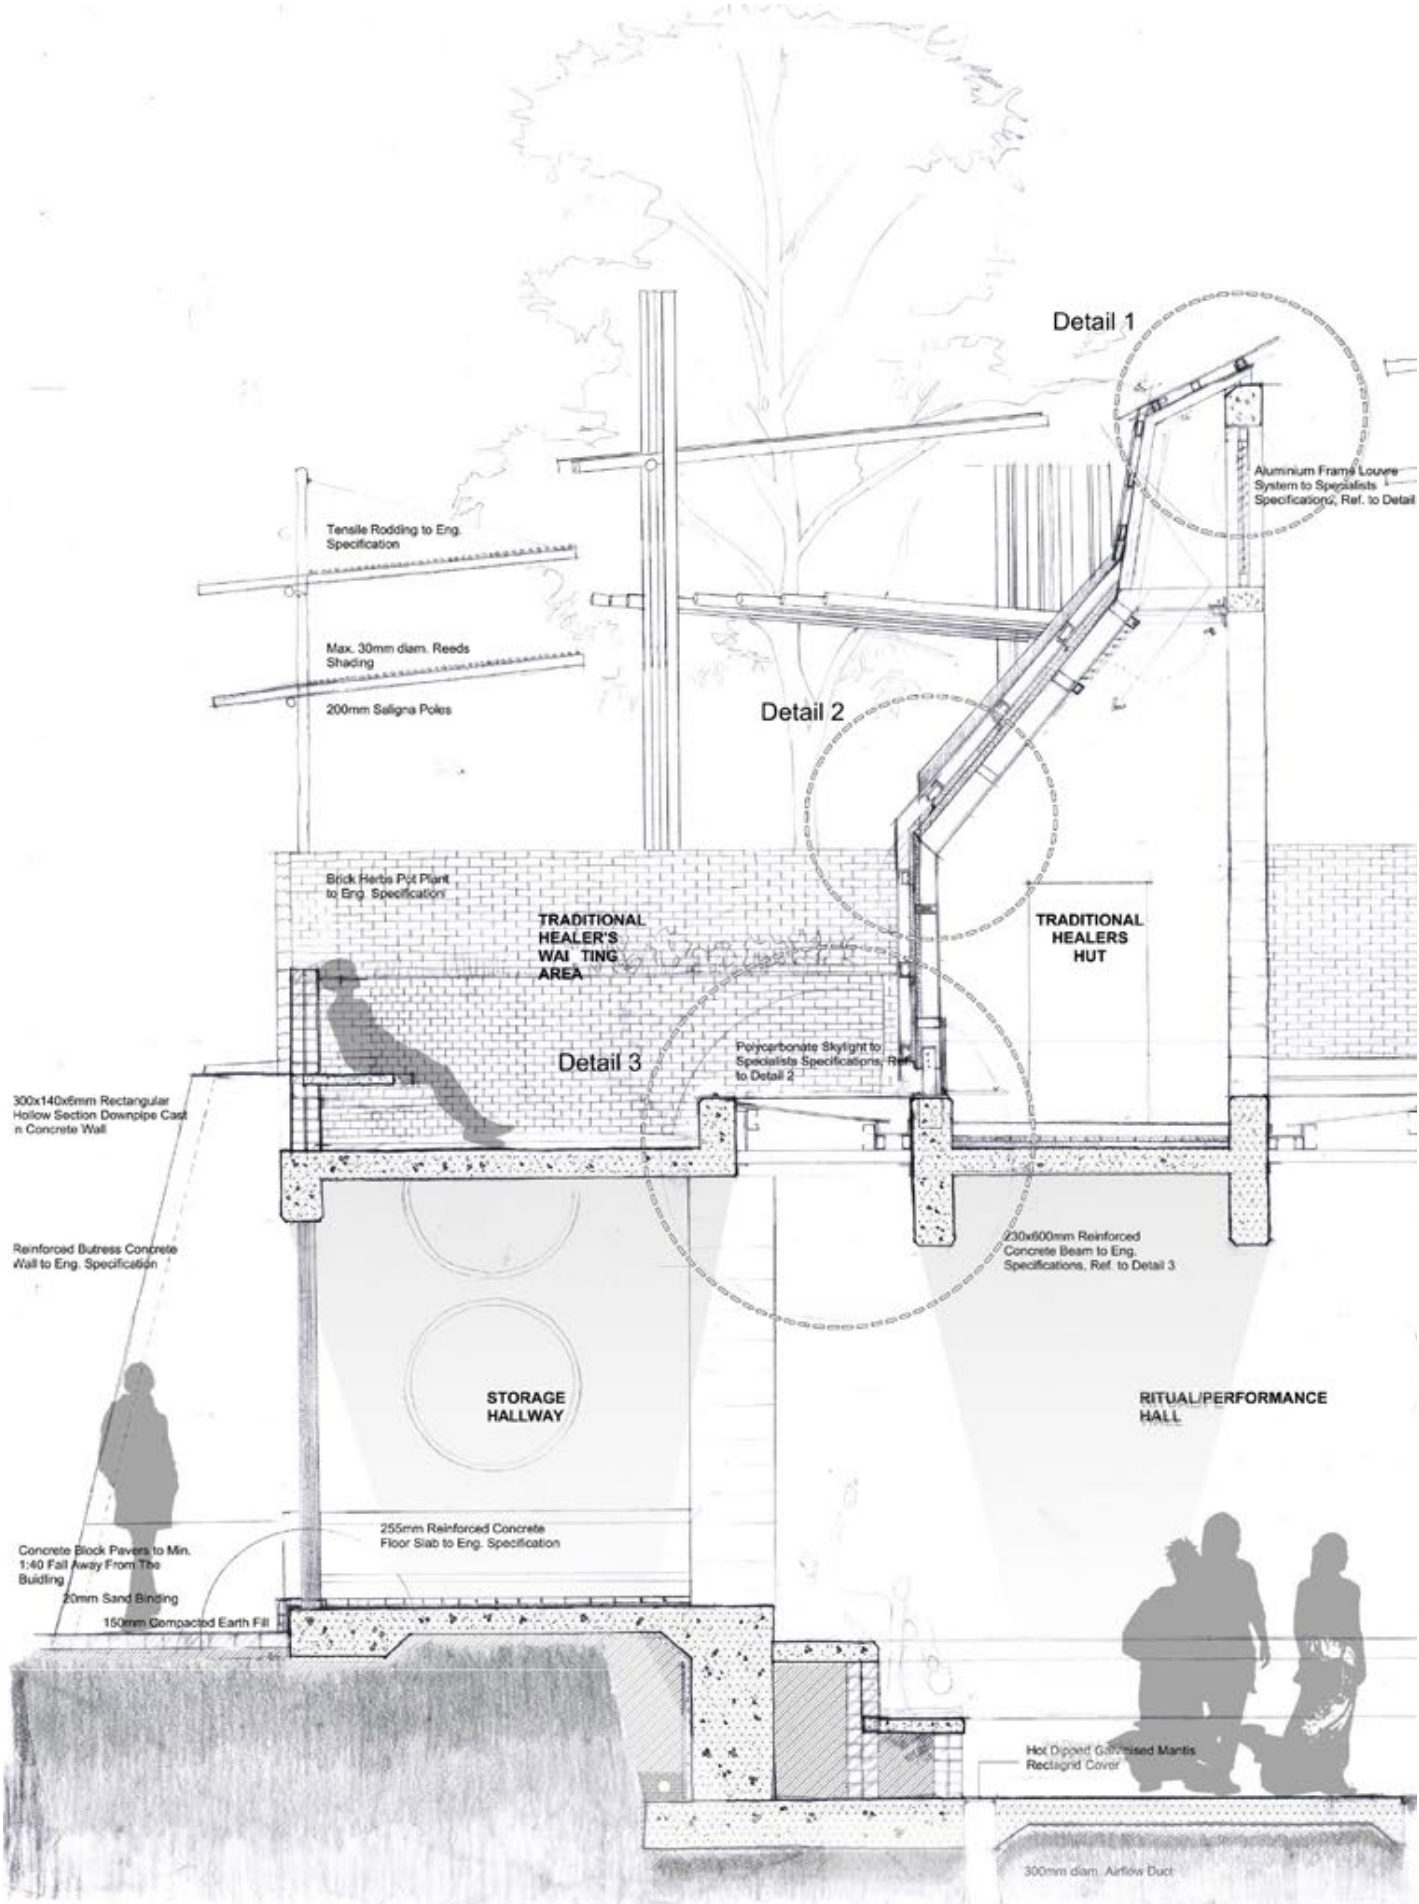 Detail 1
Aluminium Frame Louvre
System to Specialists
Specifications, Ref. to Detail
Tensile Rodding to Eng.
Specification
Max. 30mm diam. Reeds
Shading
200mm Saligna Poles
Detail 2
Brick Herbs Pot Plant
to Eng. Specification
TRADITIONAL
HEALER'S
WAI TING
AREA
TRADITIONAL
HEALERS
HUT
Detail 3
Polycarbonate Skylight to
Specialists Specifications, Ref
to Detail 2
300x140x6mm Rectangular
Hollow Section Downpipe Cast
n Concrete Wall
Reinforced Butress Concrete
Wall to Eng. Specification
230x600mm Reinforced
Concrete Beam to Eng.
Specifications, Ref. to Detail 3
STORAGE
HALLWAY
RITUAL/PERFORMANCE
HALL
255mm Reinforced Concrete
Floor Slab to Eng. Specification
Concrete Block Pavers to Min.
1:40 Fall Away From The
Buidling
20mm Sand Binding
150mm Compacted Earth Fill
Hot Dipped Galvanised Mantis
Rectagrid Cover
300mm diam. Airflow Duct